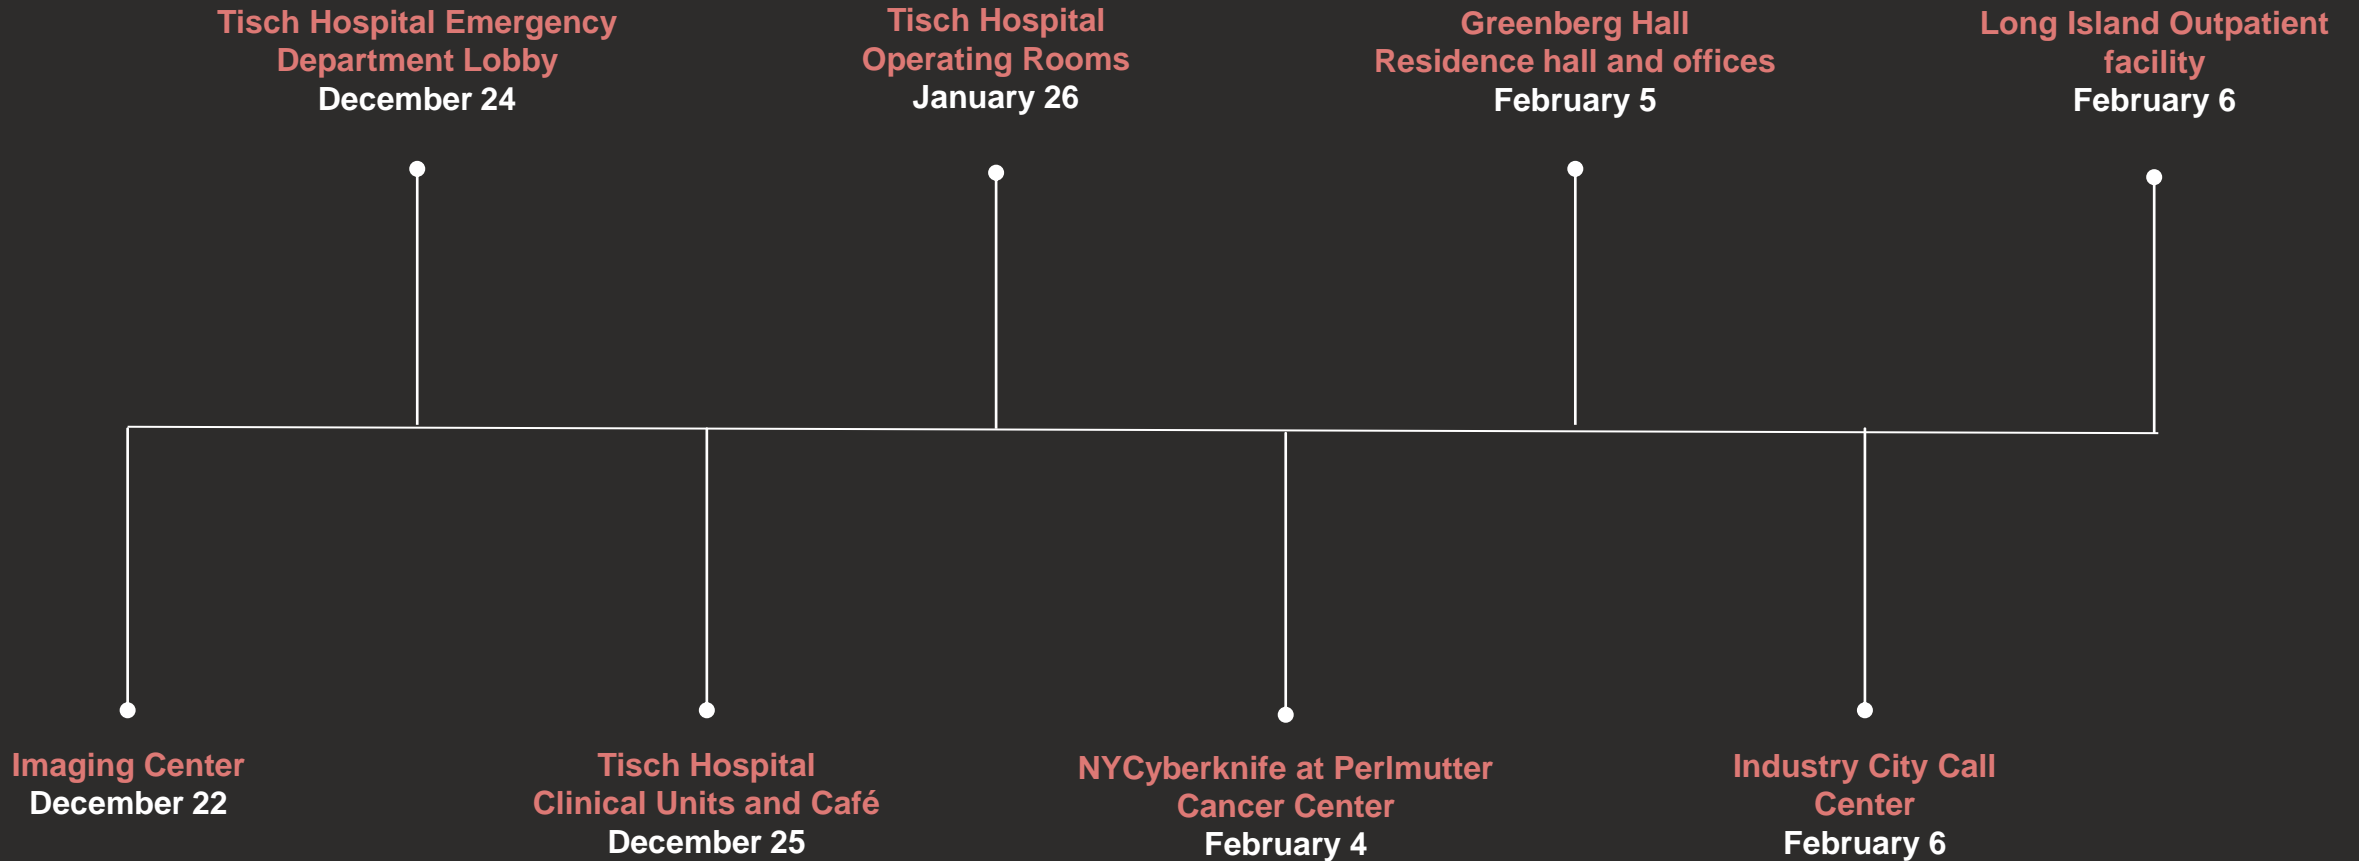 Tisch Hospital Emergency
Department Lobby
December 24
Tisch Hospital
Operating Rooms
January 26
Greenberg Hall
Residence hall and offices
February 5
Long Island Outpatient
facility
February 6
Imaging Center
December 22
Tisch Hospital
Clinical Units and Café
December 25
NYCyberknife at Perlmutter
Cancer Center
February 4
Industry City Call
Center
February 6